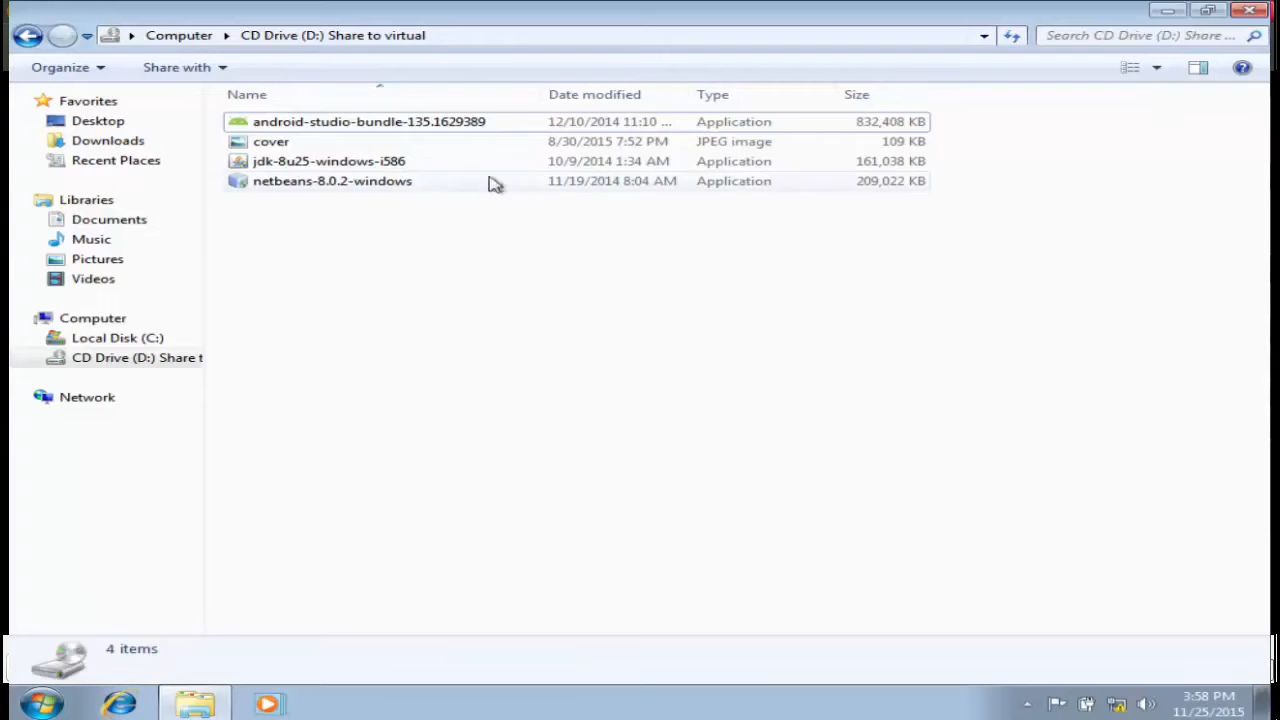 Computer CD Drive (D:) Share to virtual Search CD Drive (D:) Share ...
Organize Share with
Name Date modified Type Size
Favorites
Desktop
Downloads
Recent Places
Libraries
Documents
Music
Pictures
Videos
Computer
Local Disk (C:)
CD Drive (D:) Share t
Network
android-studio-bundle-135.1629389 12/10/2014 11:10 ... Application 832,408 KB
cover 8/30/2015 7:52 PM JPEG image 109 KB
jdk-8u25-windows-i586 10/9/2014 1:34 AM Application 161,038 KB
netbeans-8.0.2-windows 11/19/2014 8:04 AM Application 209,022 KB
4 items
3:58 PM
11/25/2015